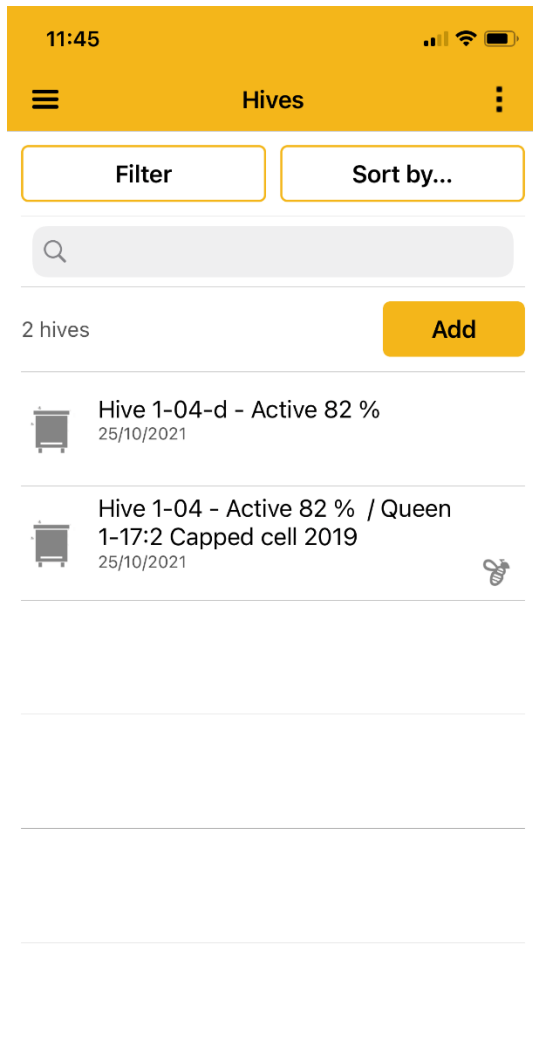 11:45
Hives
Filter
Sort by...
2 hives
Add
Hive 1-04-d - Active 82 %
25/10/2021
Hive 1-04 - Active 82 % / Queen
1-17:2 Capped cell 2019
25/10/2021